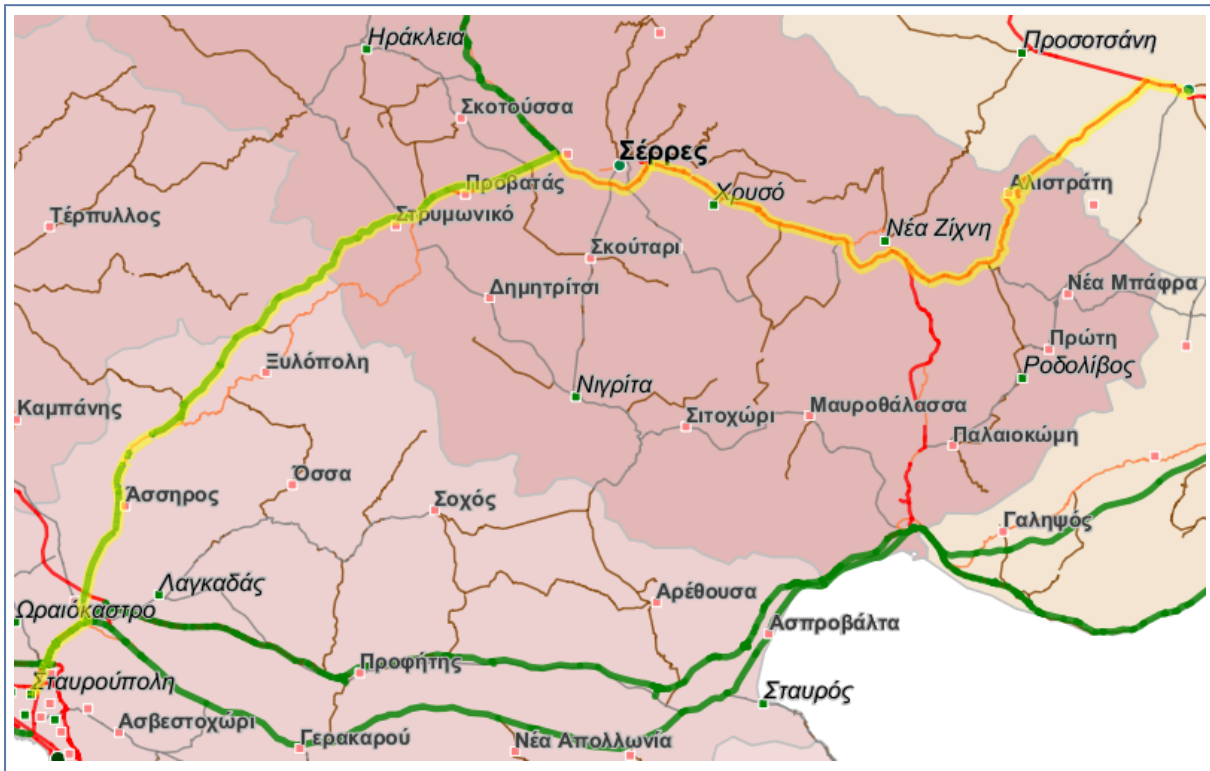 Ηράκλεια
Προσοτσάνη
Σκοτούσσα
Σέρρες
Προβατάς
Αλιστράτη
Χρυσό
Τέρπυλλος
Στρυμωνικό
Νέα Ζίχνη
Σκούταρι
Δημητρίτσι
Νέα Μπάφρα
Πρώτη
Ξυλόπολη
Ροδολίβος
Νιγρίτα
Καμπάνης
Σιτοχώρι
Μαυροθάλασσα
Παλαιοκώμη
Όσσα
Άσσηρος
Σοχός
Γαληψός
Λαγκαδάς
Αρέθουσα
Ωραιόκαστρο
Ασπροβάλτα
Προφήτης
Σταυρούπολη
Σταυρός
Ασβεστοχώρι
Γερακαρού
Νέα Απολλωνία